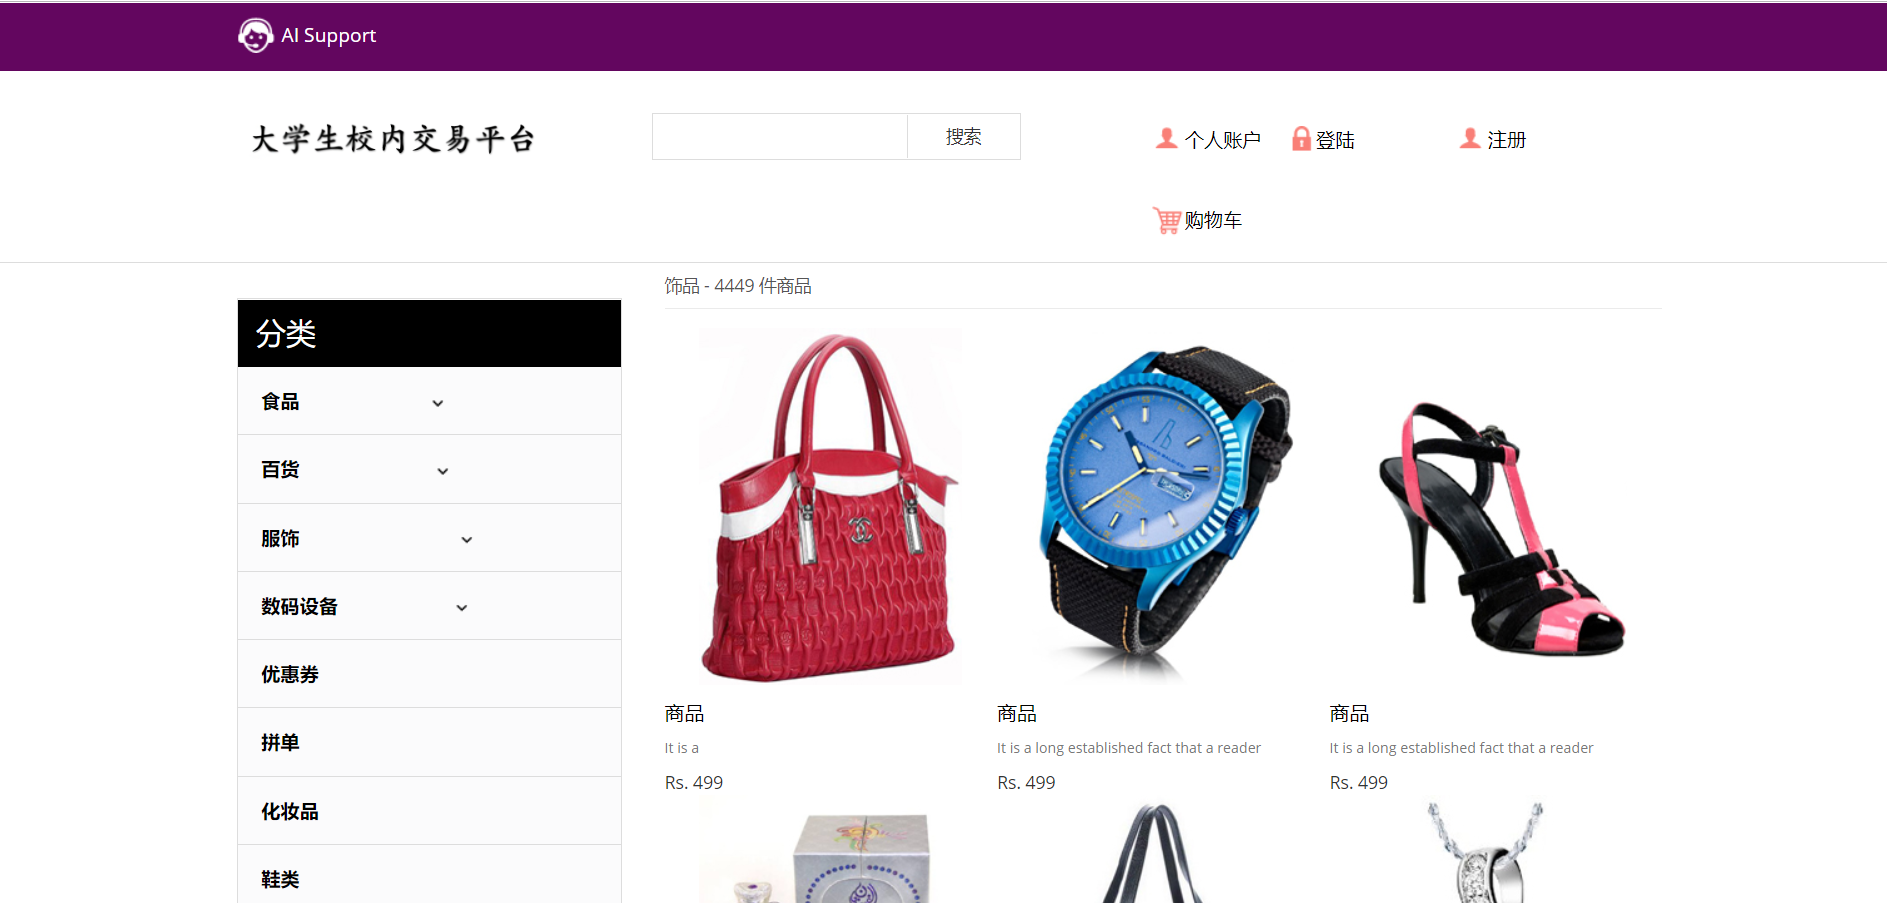 AI Support
大学生校内交易平台
搜索
个人账户
登陆
注册
购物车
饰品 - 4449 件商品
分类
食品
百货
服饰
数码设备
优惠券
拼单
化妆品
鞋类
商品
It is a
Rs. 499
商品
It is a long established fact that a reader
Rs. 499
商品
It is a long established fact that a reader
Rs. 499